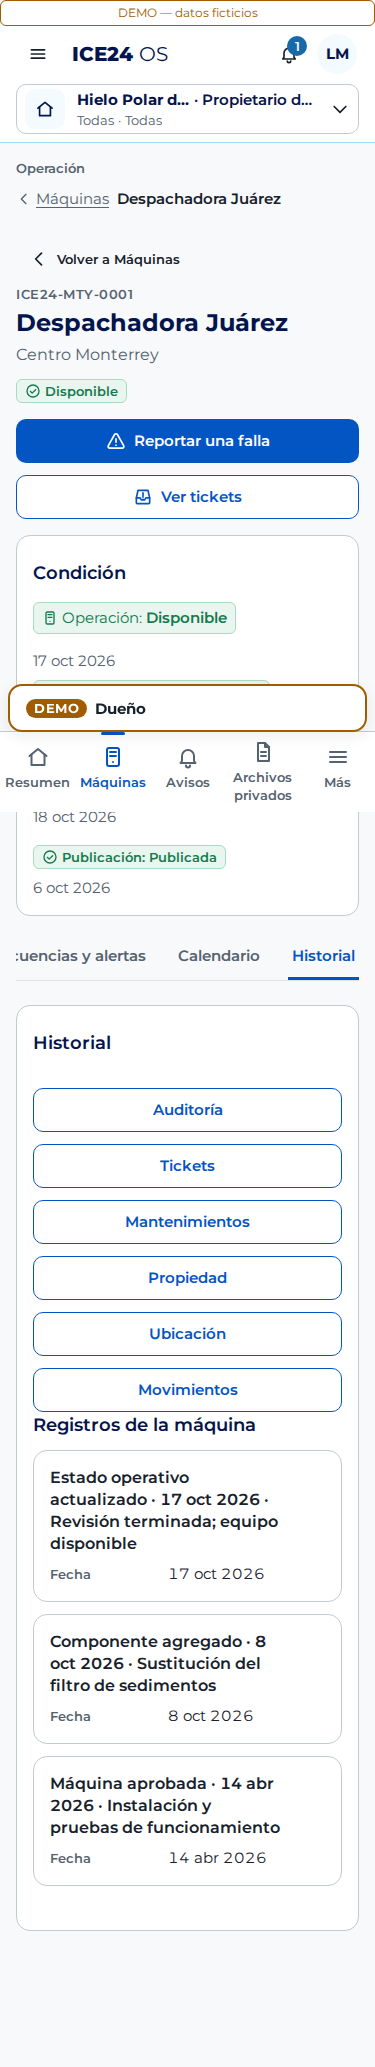 DEMO — datos ficticios
ICE24 OS
1
LM
Hielo Polar d... · Propietario d...
Todas · Todas
Operación
Máquinas Despachadora Juárez
Volver a Máquinas
ICE24-MTY-0001
Despachadora Juárez
Centro Monterrey
Disponible
Reportar una falla
Ver tickets
Condición
Operación: Disponible
17 oct 2026
DEMO Dueño
Resumen
Máquinas
Avisos
Archivos privados
Más
18 oct 2026
Publicación: Publicada
6 oct 2026
cuencias y alertas Calendario Historial
Historial
Auditoría
Tickets
Mantenimientos
Propiedad
Ubicación
Movimientos
Registros de la máquina
Estado operativo
actualizado · 17 oct 2026 ·
Revisión terminada; equipo
disponible
Fecha 17 oct 2026
Componente agregado · 8
oct 2026 · Sustitución del
filtro de sedimentos
Fecha 8 oct 2026
Máquina aprobada · 14 abr
2026 · Instalación y
pruebas de funcionamiento
Fecha 14 abr 2026